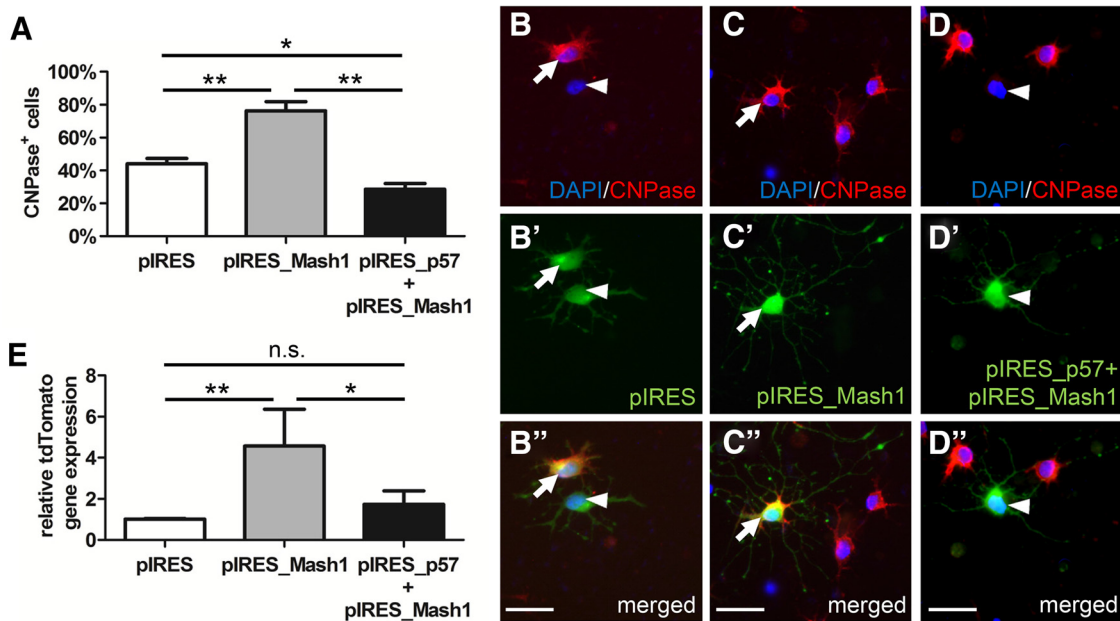 A
*
** **
100%
80%
60%
40%
20%
0%
CNPase+ cells
pIRES pIRES_Mash1 pIRES_p57
+
pIRES_Mash1
E
n.s.
** *
8
6
4
2
0
relative tdTomato
gene expression
pIRES pIRES_Mash1 pIRES_p57
+
pIRES_Mash1
B
DAPI/CNPase
C
DAPI/CNPase
D
DAPI/CNPase
B'
pIRES
C'
pIRES_Mash1
D'
pIRES_p57+
pIRES_Mash1
B"
merged
C"
merged
D"
merged